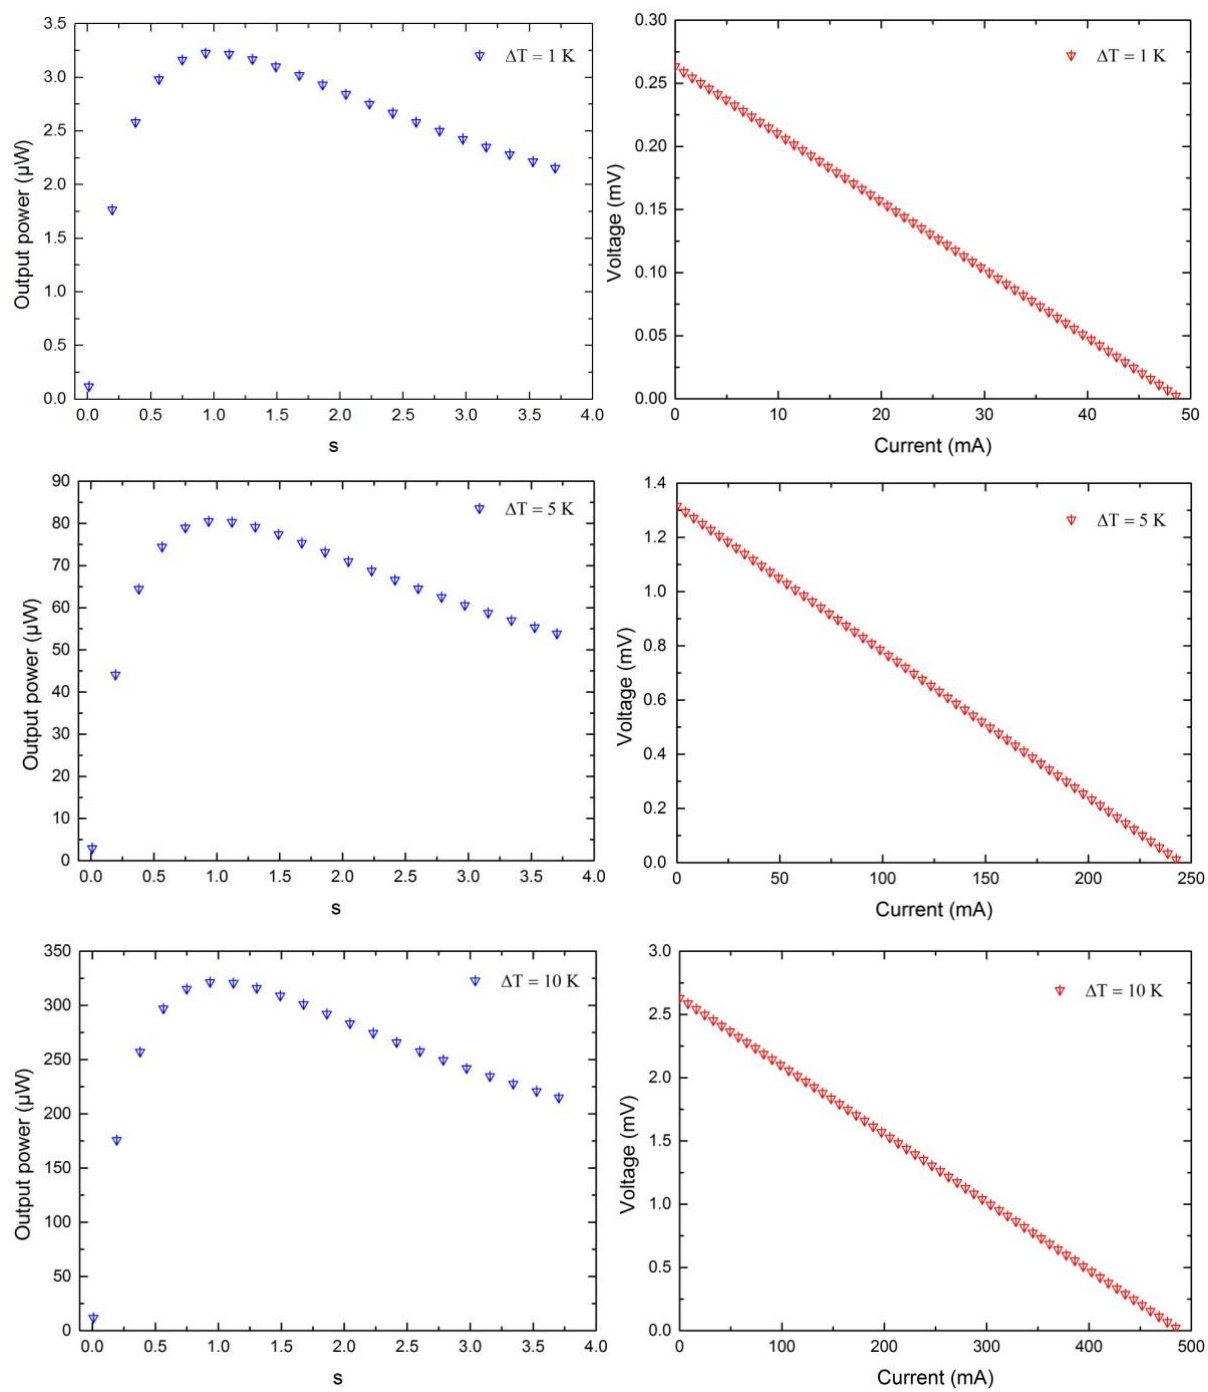 3.5
3.0
2.5
2.0
1.5
1.0
0.5
0.0
Output power (µW)
0.0 0.5 1.0 1.5 2.0 2.5 3.0 3.5 4.0
s
ΔT = 1 K
0.30
0.25
0.20
0.15
0.10
0.05
0.00
Voltage (mV)
0 10 20 30 40 50
Current (mA)
ΔT = 1 K
90
80
70
60
50
40
30
20
10
0
Output power (µW)
0.0 0.5 1.0 1.5 2.0 2.5 3.0 3.5 4.0
s
ΔT = 5 K
1.4
1.2
1.0
0.8
0.6
0.4
0.2
0.0
Voltage (mV)
0 50 100 150 200 250
Current (mA)
ΔT = 5 K
350
300
250
200
150
100
50
0
Output power (µW)
0.0 0.5 1.0 1.5 2.0 2.5 3.0 3.5 4.0
s
ΔT = 10 K
3.0
2.5
2.0
1.5
1.0
0.5
0.0
Voltage (mV)
0 100 200 300 400 500
Current (mA)
ΔT = 10 K